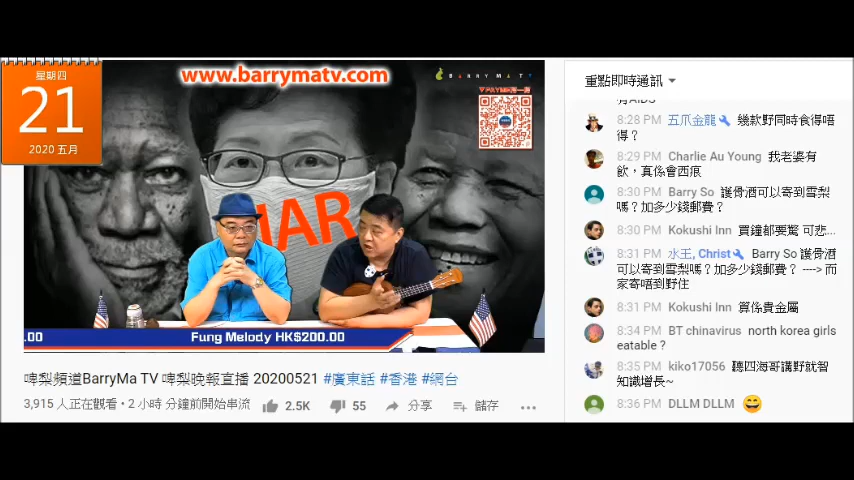 星期四
21
2020 五月
www.barrymatv.com
BARRYMATV
LIAR
.00
Fung Melody HK$200.00
啤梨頻道BarryMa TV 啤梨晚報直播 20200521 #廣東話 #香港 #網台
3,915 人正在觀看 • 2 小時 分鐘前開始串流
2.5K
55
分享
儲存
重點即時通訊
有AIDS
8:28 PM 五爪金龍 幾款野同時食得唔
得？
8:29 PM Charlie Au Young 我老婆有
飲，真係會西痕
8:30 PM Barry So 護骨酒可以寄到雪梨
嗎？加多少錢郵費？
8:30 PM Kokushi Inn 買鐘都要驚 可悲...
8:31 PM 水王, Christ Barry So 護骨酒
可以寄到雪梨嗎？加多少錢郵費？ ----> 而
家寄唔到野住
8:31 PM Kokushi Inn 算係貴金屬
8:34 PM BT chinavirus north korea girls
eatable ?
8:35 PM kiko17056 聽四海哥講野就智
知識增長~
8:36 PM DLLM DLLM 😄